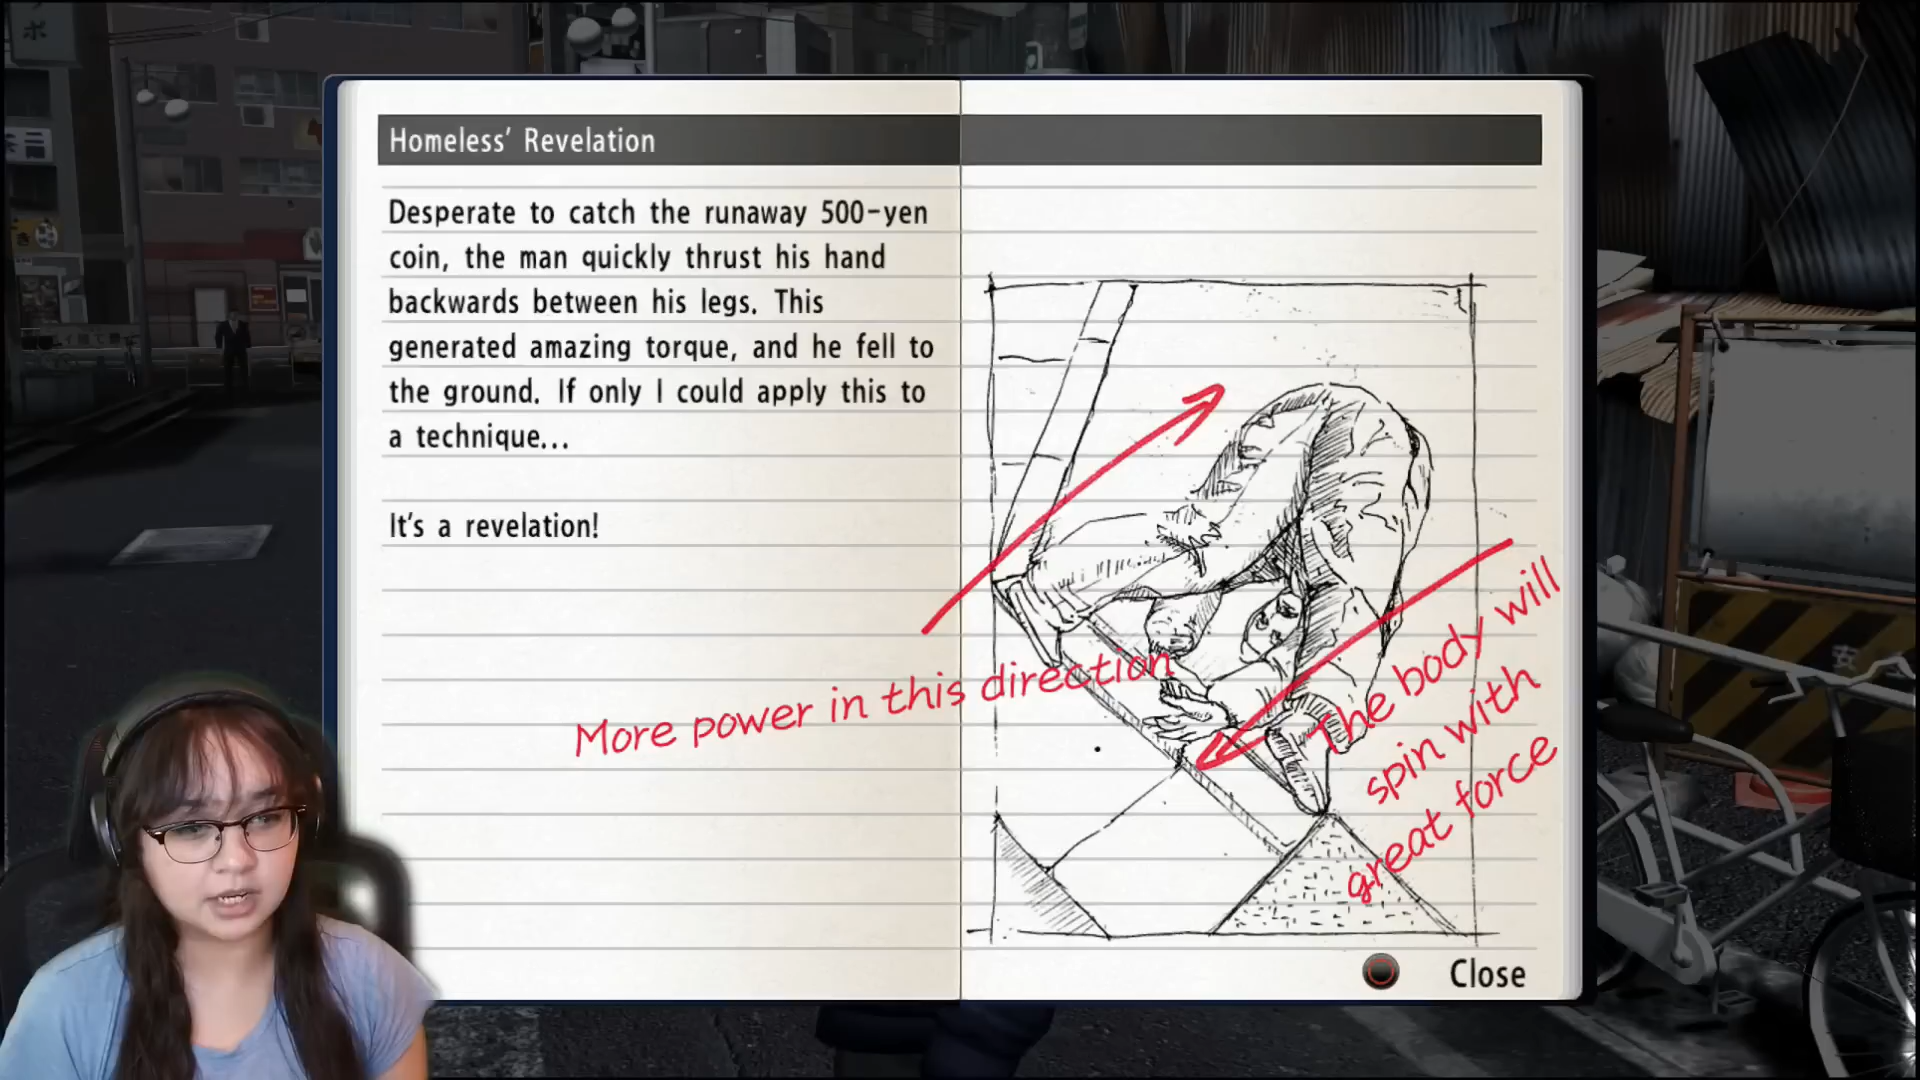 Homeless' Revelation
Desperate to catch the runaway 500-yen
coin, the man quickly thrust his hand
backwards between his legs. This
generated amazing torque, and he fell to
the ground. If only I could apply this to
a technique...
It's a revelation!
More power in this direction
The body will
spin with
great force
Close
安
ボ